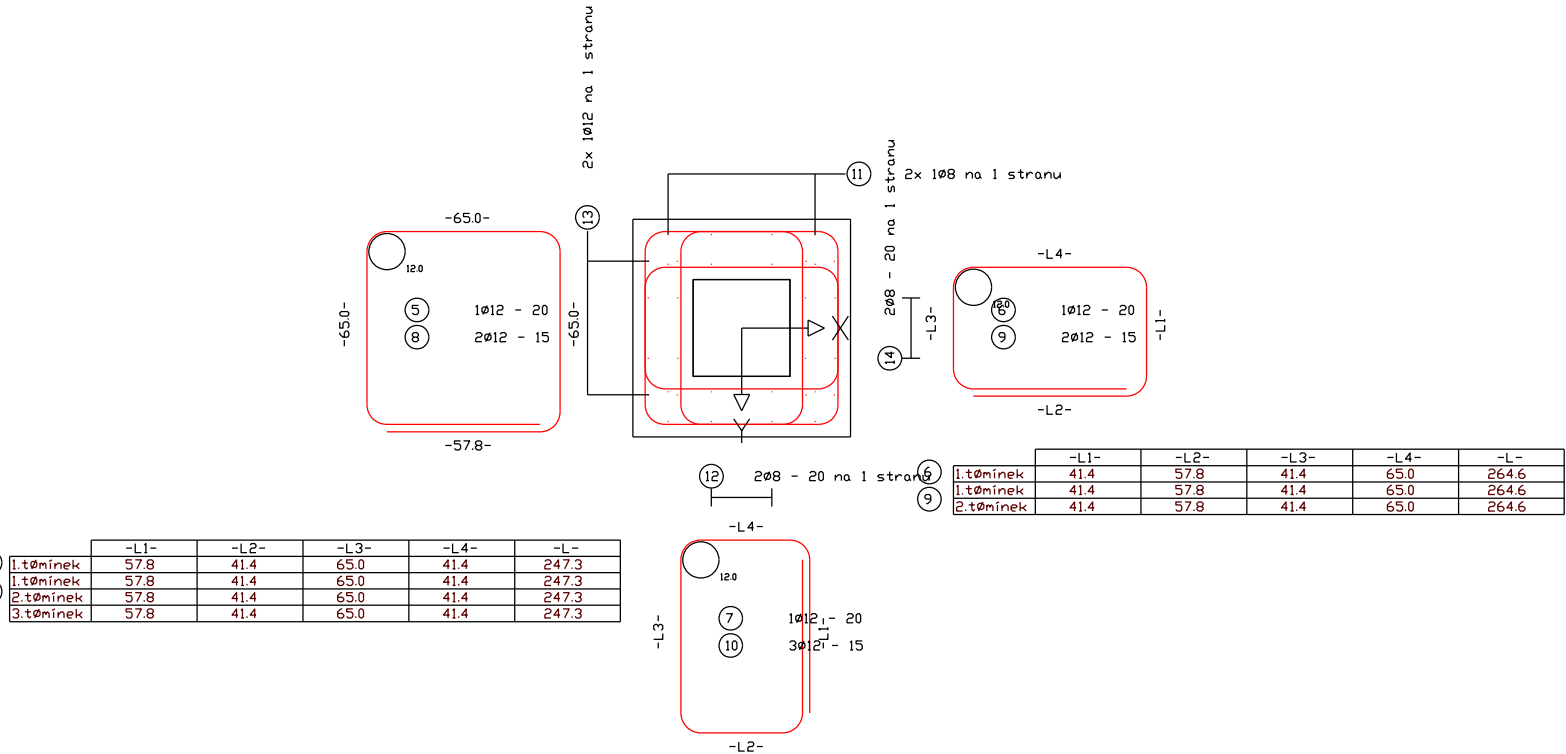 2x 1ø12 na 1 stranu
11
2x 1ø8 na 1 stranu
2ø8 - 20 na 1 stranu
13
-65.0-
12.0
5
1ø12 - 20
8
2ø12 - 15
-65.0-
-65.0-
-57.8-
X
Y
14
-L4-
12.0
6
1ø12 - 20
9
2ø12 - 15
-L3-
-L1-
-L2-
12
2ø8 - 20 na 1 stranu
6
9
-L1- -L2- -L3- -L4- -L-
1.tømínek 41.4 57.8 41.4 65.0 264.6
1.tømínek 41.4 57.8 41.4 65.0 264.6
2.tømínek 41.4 57.8 41.4 65.0 264.6
-L1- -L2- -L3- -L4- -L-
1.tømínek 57.8 41.4 65.0 41.4 247.3
1.tømínek 57.8 41.4 65.0 41.4 247.3
2.tømínek 57.8 41.4 65.0 41.4 247.3
3.tømínek 57.8 41.4 65.0 41.4 247.3
-L4-
12.0
7
1ø12 - 20
10
3ø12 - 15
-L3-
-L1-
-L2-